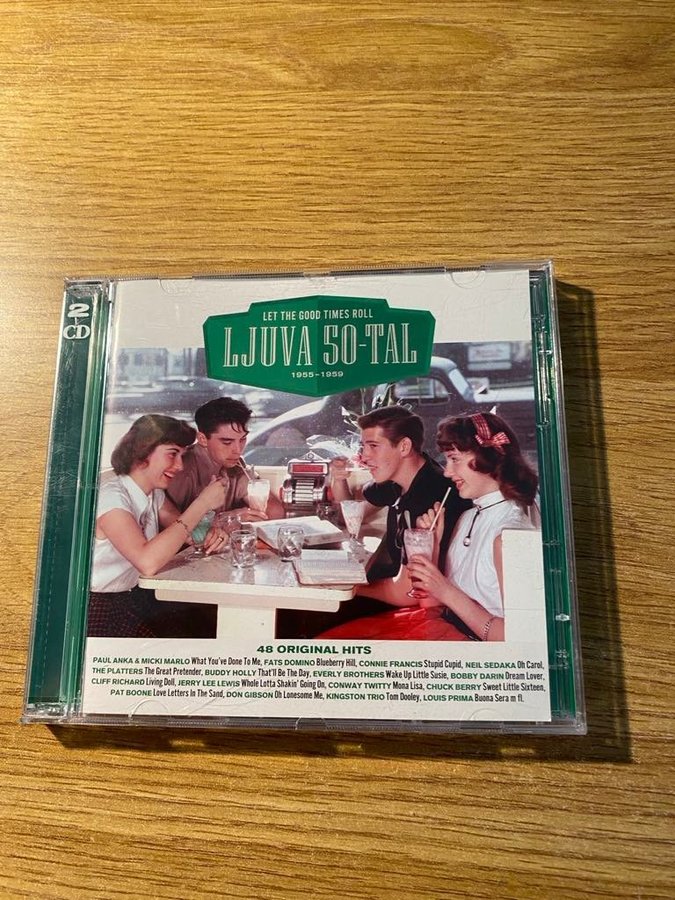 2
CD
LET THE GOOD TIMES ROLL
LJUVA 50-TAL
1955-1959
48 ORIGINAL HITS
PAUL ANKA & MICKI MARLO What You've Done To Me, FATS DOMINO Blueberry Hill, CONNIE FRANCIS Stupid Cupid, NEIL SEDAKA Oh Carol,
THE PLATTERS The Great Pretender, BUDDY HOLLY That'll Be The Day, EVERLY BROTHERS Wake Up Little Susie, BOBBY DARIN Dream Lover,
CLIFF RICHARD Living Doll, JERRY LEE LEWIS Whole Lotta Shakin' Going On, CONWAY TWITTY Mona Lisa, CHUCK BERRY Sweet Little Sixteen,
PAT BOONE Love Letters In The Sand, DON GIBSON Oh Lonesome Me, KINGSTON TRIO Tom Dooley, LOUIS PRIMA Buona Sera m fl.